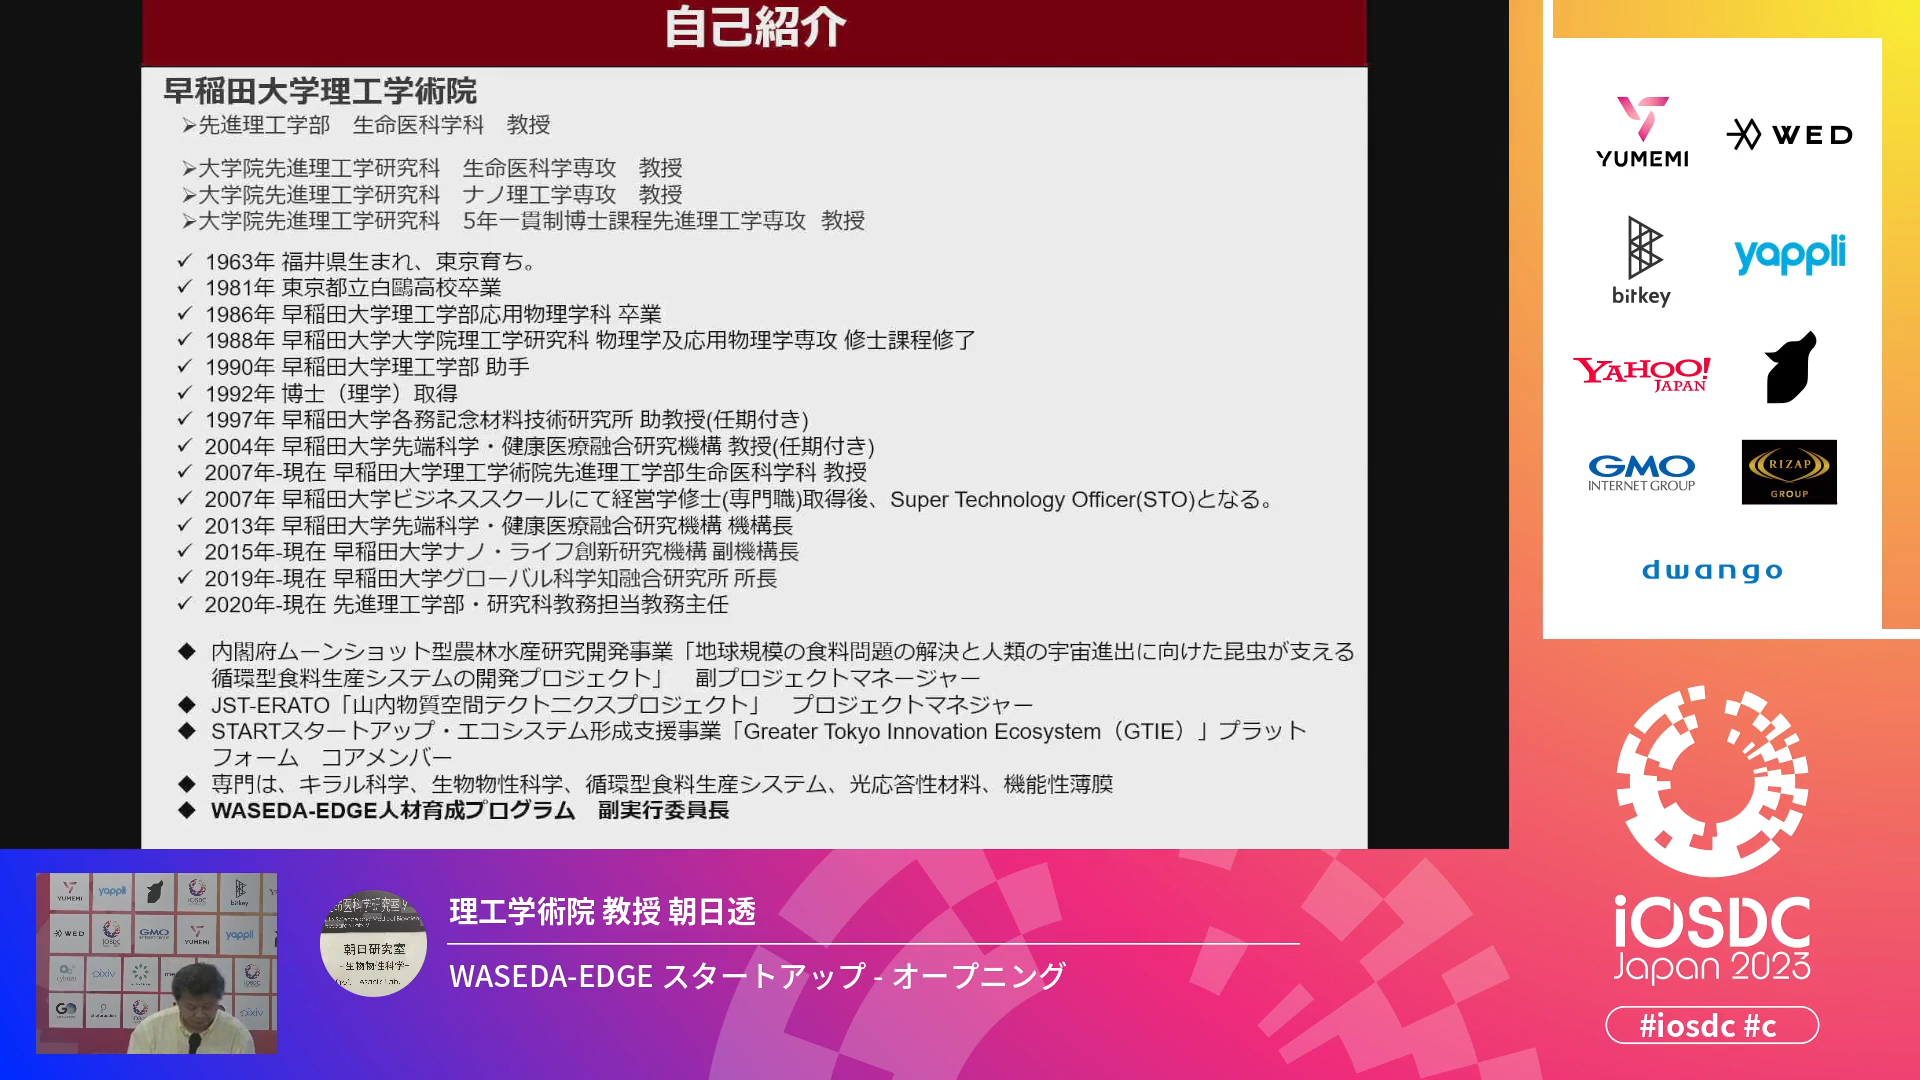 自己紹介
早稲田大学理工学術院
➢先進理工学部　生命医科学科　教授
➢大学院先進理工学研究科　生命医科学専攻　教授
➢大学院先進理工学研究科　ナノ理工学専攻　教授
➢大学院先進理工学研究科　5年一貫制博士課程先進理工学専攻 教授
✓ 1963年 福井県生まれ、東京育ち。
✓ 1981年 東京都立白鷗高校卒業
✓ 1986年 早稲田大学理工学部応用物理学科 卒業
✓ 1988年 早稲田大学大学院理工学研究科 物理学及応用物理学専攻 修士課程修了
✓ 1990年 早稲田大学理工学部 助手
✓ 1992年 博士（理学）取得
✓ 1997年 早稲田大学各務記念材料技術研究所 助教授(任期付き)
✓ 2004年 早稲田大学先端科学・健康医療融合研究機構 教授(任期付き)
✓ 2007年-現在 早稲田大学理工学術院先進理工学部生命医科学科 教授
✓ 2007年 早稲田大学ビジネススクールにて経営学修士(専門職)取得後、Super Technology Officer(STO)となる。
✓ 2013年 早稲田大学先端科学・健康医療融合研究機構 機構長
✓ 2015年-現在 早稲田大学ナノ・ライフ創新研究機構 副機構長
✓ 2019年-現在 早稲田大学グローバル科学知融合研究所 所長
✓ 2020年-現在 先進理工学部・研究科教務担当教務主任
◆ 内閣府ムーンショット型農林水産研究開発事業「地球規模の食料問題の解決と人類の宇宙進出に向けた昆虫が支える
循環型食料生産システムの開発プロジェクト」　副プロジェクトマネージャー
◆ JST-ERATO「山内物質空間テクトニクスプロジェクト」　プロジェクトマネジャー
◆ STARTスタートアップ・エコシステム形成支援事業「Greater Tokyo Innovation Ecosystem（GTIE）」プラット
フォーム　コアメンバー
◆ 専門は、キラル科学、生物物性科学、循環型食料生産システム、光応答性材料、機能性薄膜
◆ WASEDA-EDGE人材育成プログラム　副実行委員長
YUMEMI
WED
bitkey
yappli
YAHOO!
JAPAN
GMO
INTERNET GROUP
RIZAP
GROUP
dwango
iOSDC
Japan 2023
#iosdc #c
朝日研究室
-生物物性科学-
理工学術院 教授 朝日透
WASEDA-EDGE スタートアップ - オープニング
YUMEMI
yappli
bitkey
WED
GMO
YUMEMI
yappli
pixiv
GO
pixiv